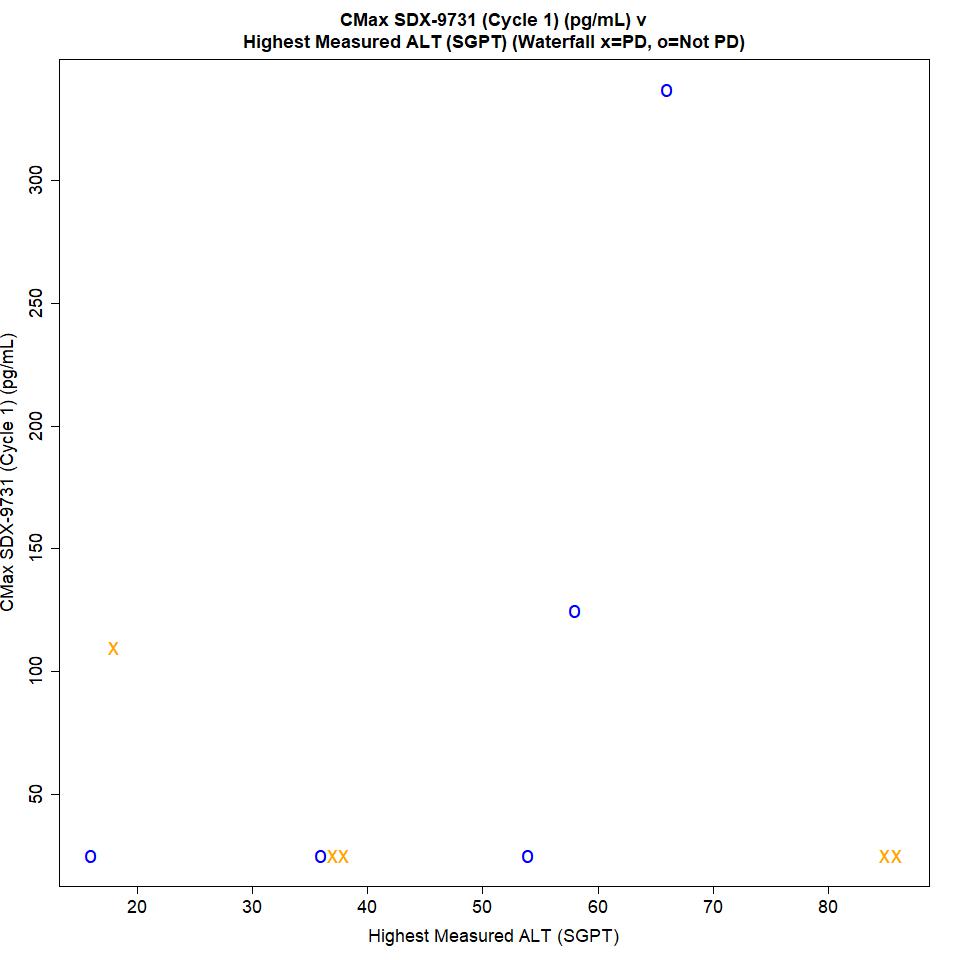 CMax SDX-9731 (Cycle 1) (pg/mL) v
Highest Measured ALT (SGPT) (Waterfall x=PD, o=Not PD)
CMax SDX-9731 (Cycle 1) (pg/mL)
300
250
200
150
100
50
O
O
X
O
O
X
X
O
X
X
20
30
40
50
60
70
80
Highest Measured ALT (SGPT)